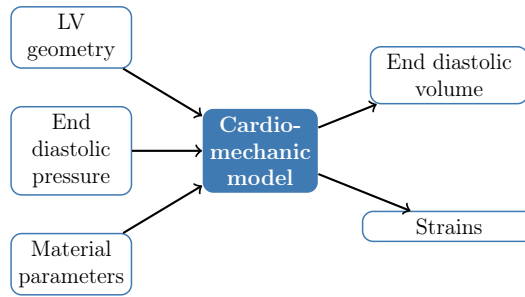 LV
geometry
End
diastolic
pressure
Material
parameters
Cardio-
mechanic
model
End diastolic
volume
Strains